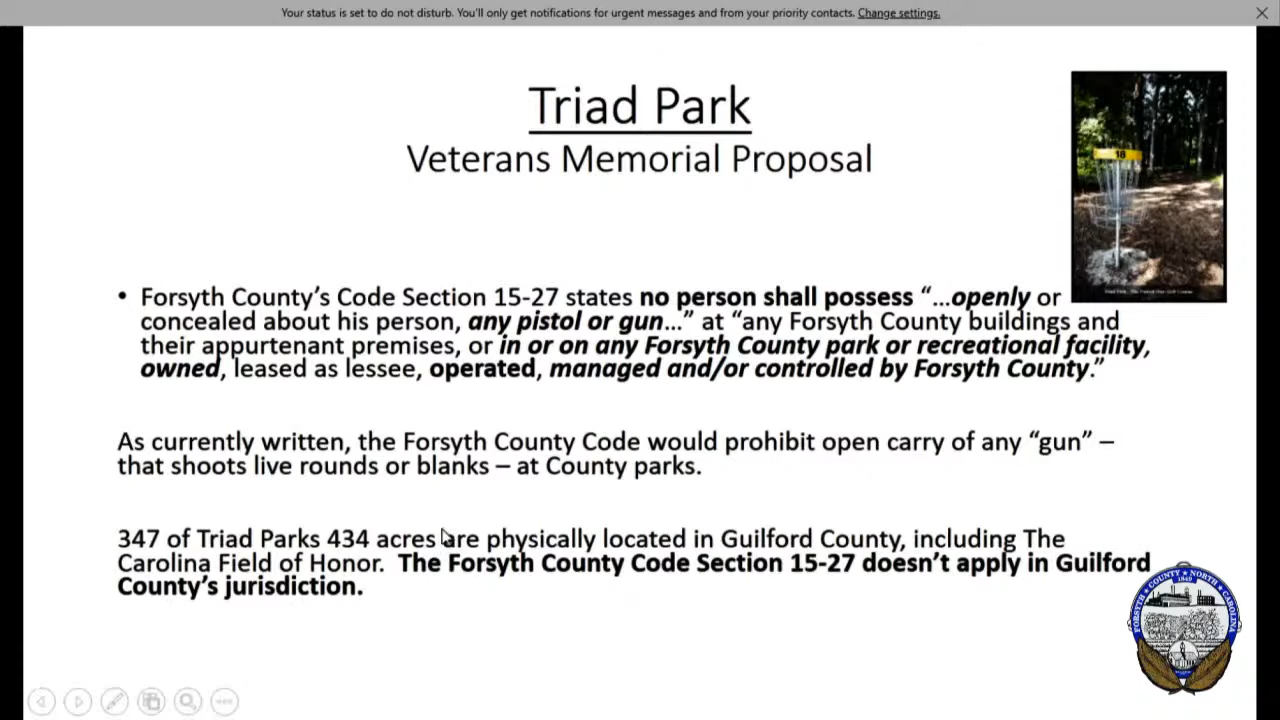 Your status is set to do not disturb. You'll only get notifications for urgent messages and from your priority contacts. Change settings.
Triad Park
Veterans Memorial Proposal
18
• Forsyth County's Code Section 15-27 states no person shall possess "…openly or
concealed about his person, any pistol or gun…" at "any Forsyth County buildings and
their appurtenant premises, or in or on any Forsyth County park or recreational facility,
owned, leased as lessee, operated, managed and/or controlled by Forsyth County."
As currently written, the Forsyth County Code would prohibit open carry of any "gun" –
that shoots live rounds or blanks – at County parks.
347 of Triad Parks 434 acres are physically located in Guilford County, including The
Carolina Field of Honor. The Forsyth County Code Section 15-27 doesn't apply in Guilford
County's jurisdiction.
FORSYTH COUNTY • NORTH CAROLINA
1849